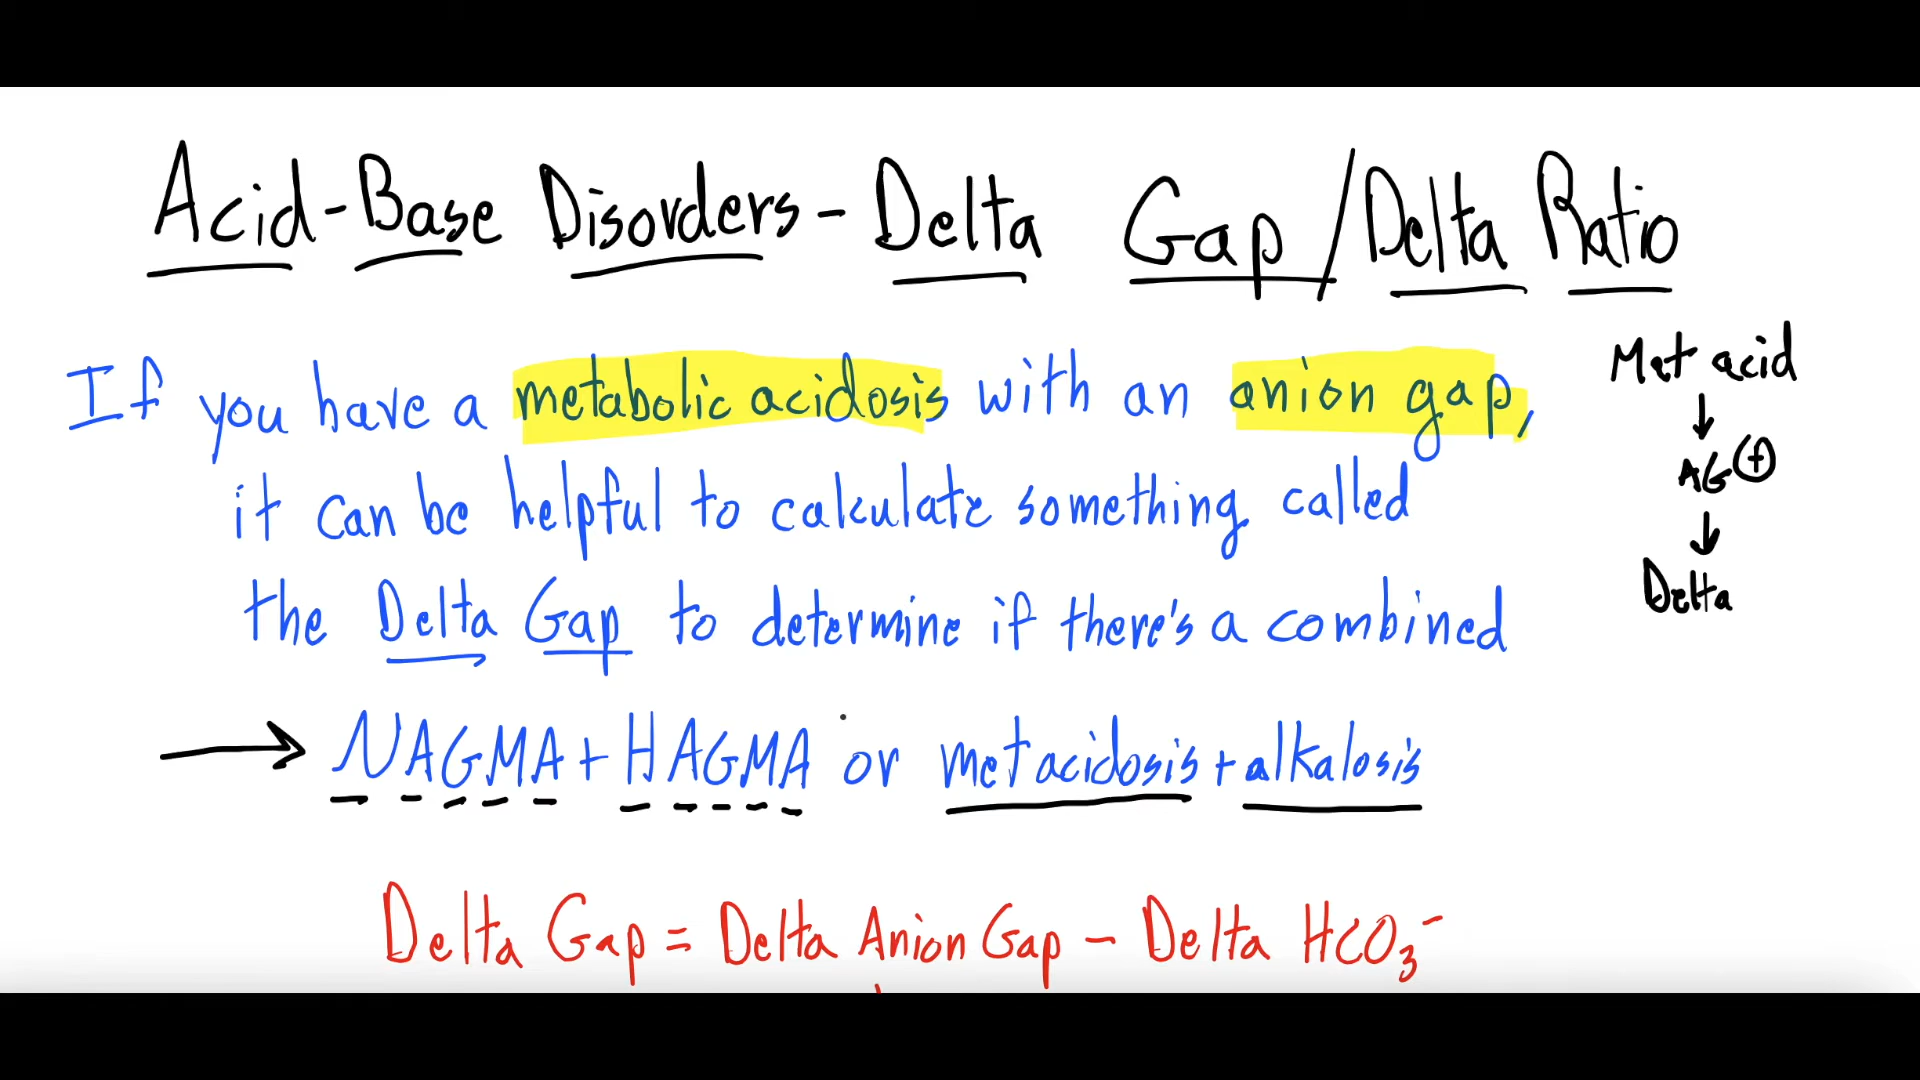 Acid-Base Disorders - Delta Gap/Delta Ratio
If you have a metabolic acidosis with an anion gap,
it can be helpful to calculate something called
the Delta Gap to determine if there's a combined
→ NAGMA + HAGMA or met acidosis + alkalosis
Delta Gap = Delta Anion Gap - Delta HCO₃⁻
Met acid
↓
AG ⊕
↓
Delta